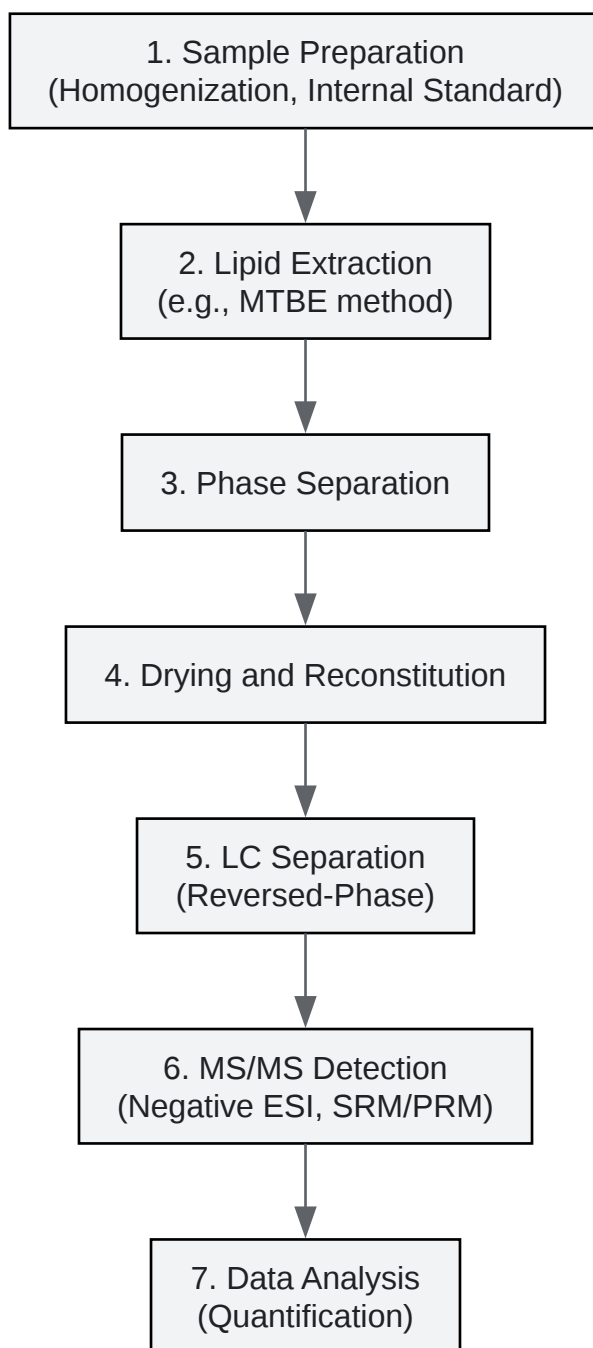 1. Sample Preparation
(Homogenization, Internal Standard)
2. Lipid Extraction
(e.g., MTBE method)
3. Phase Separation
4. Drying and Reconstitution
5. LC Separation
(Reversed-Phase)
6. MS/MS Detection
(Negative ESI, SRM/PRM)
7. Data Analysis
(Quantification)